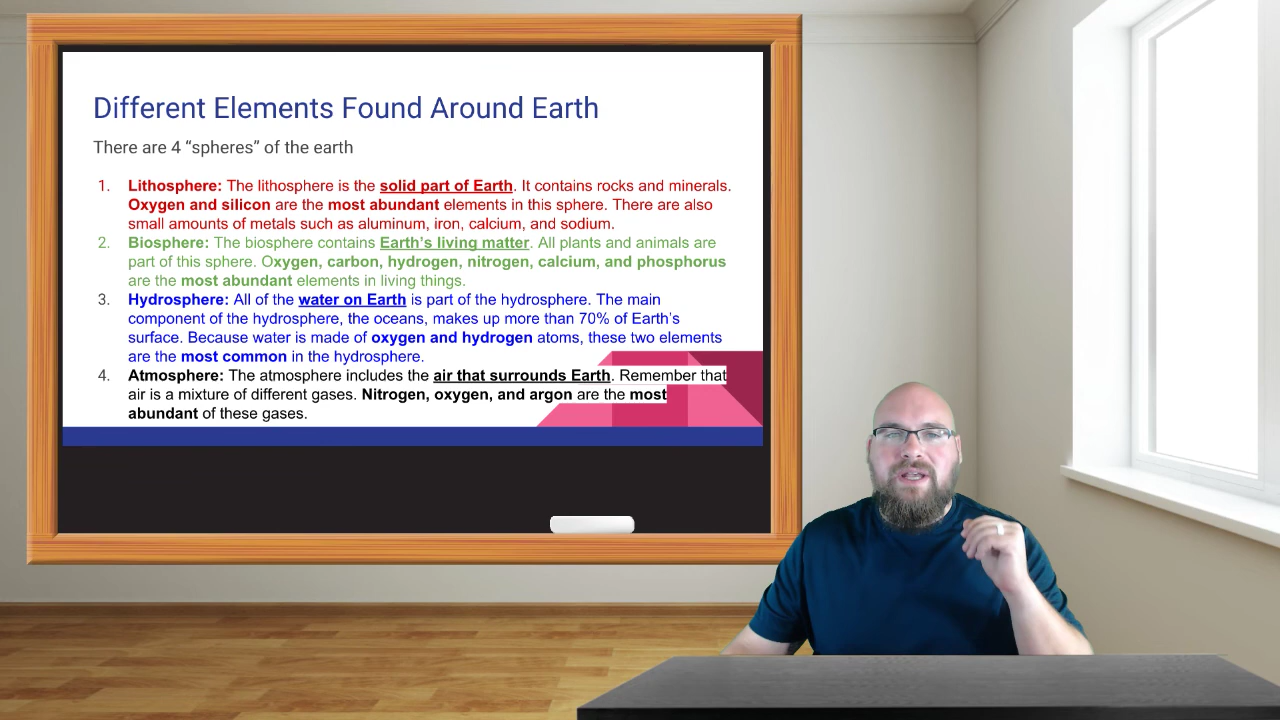 Different Elements Found Around Earth
There are 4 “spheres” of the earth
1. Lithosphere: The lithosphere is the solid part of Earth. It contains rocks and minerals.
Oxygen and silicon are the most abundant elements in this sphere. There are also
small amounts of metals such as aluminum, iron, calcium, and sodium.
2. Biosphere: The biosphere contains Earth’s living matter. All plants and animals are
part of this sphere. Oxygen, carbon, hydrogen, nitrogen, calcium, and phosphorus
are the most abundant elements in living things.
3. Hydrosphere: All of the water on Earth is part of the hydrosphere. The main
component of the hydrosphere, the oceans, makes up more than 70% of Earth’s
surface. Because water is made of oxygen and hydrogen atoms, these two elements
are the most common in the hydrosphere.
4. Atmosphere: The atmosphere includes the air that surrounds Earth. Remember that
air is a mixture of different gases. Nitrogen, oxygen, and argon are the most
abundant of these gases.